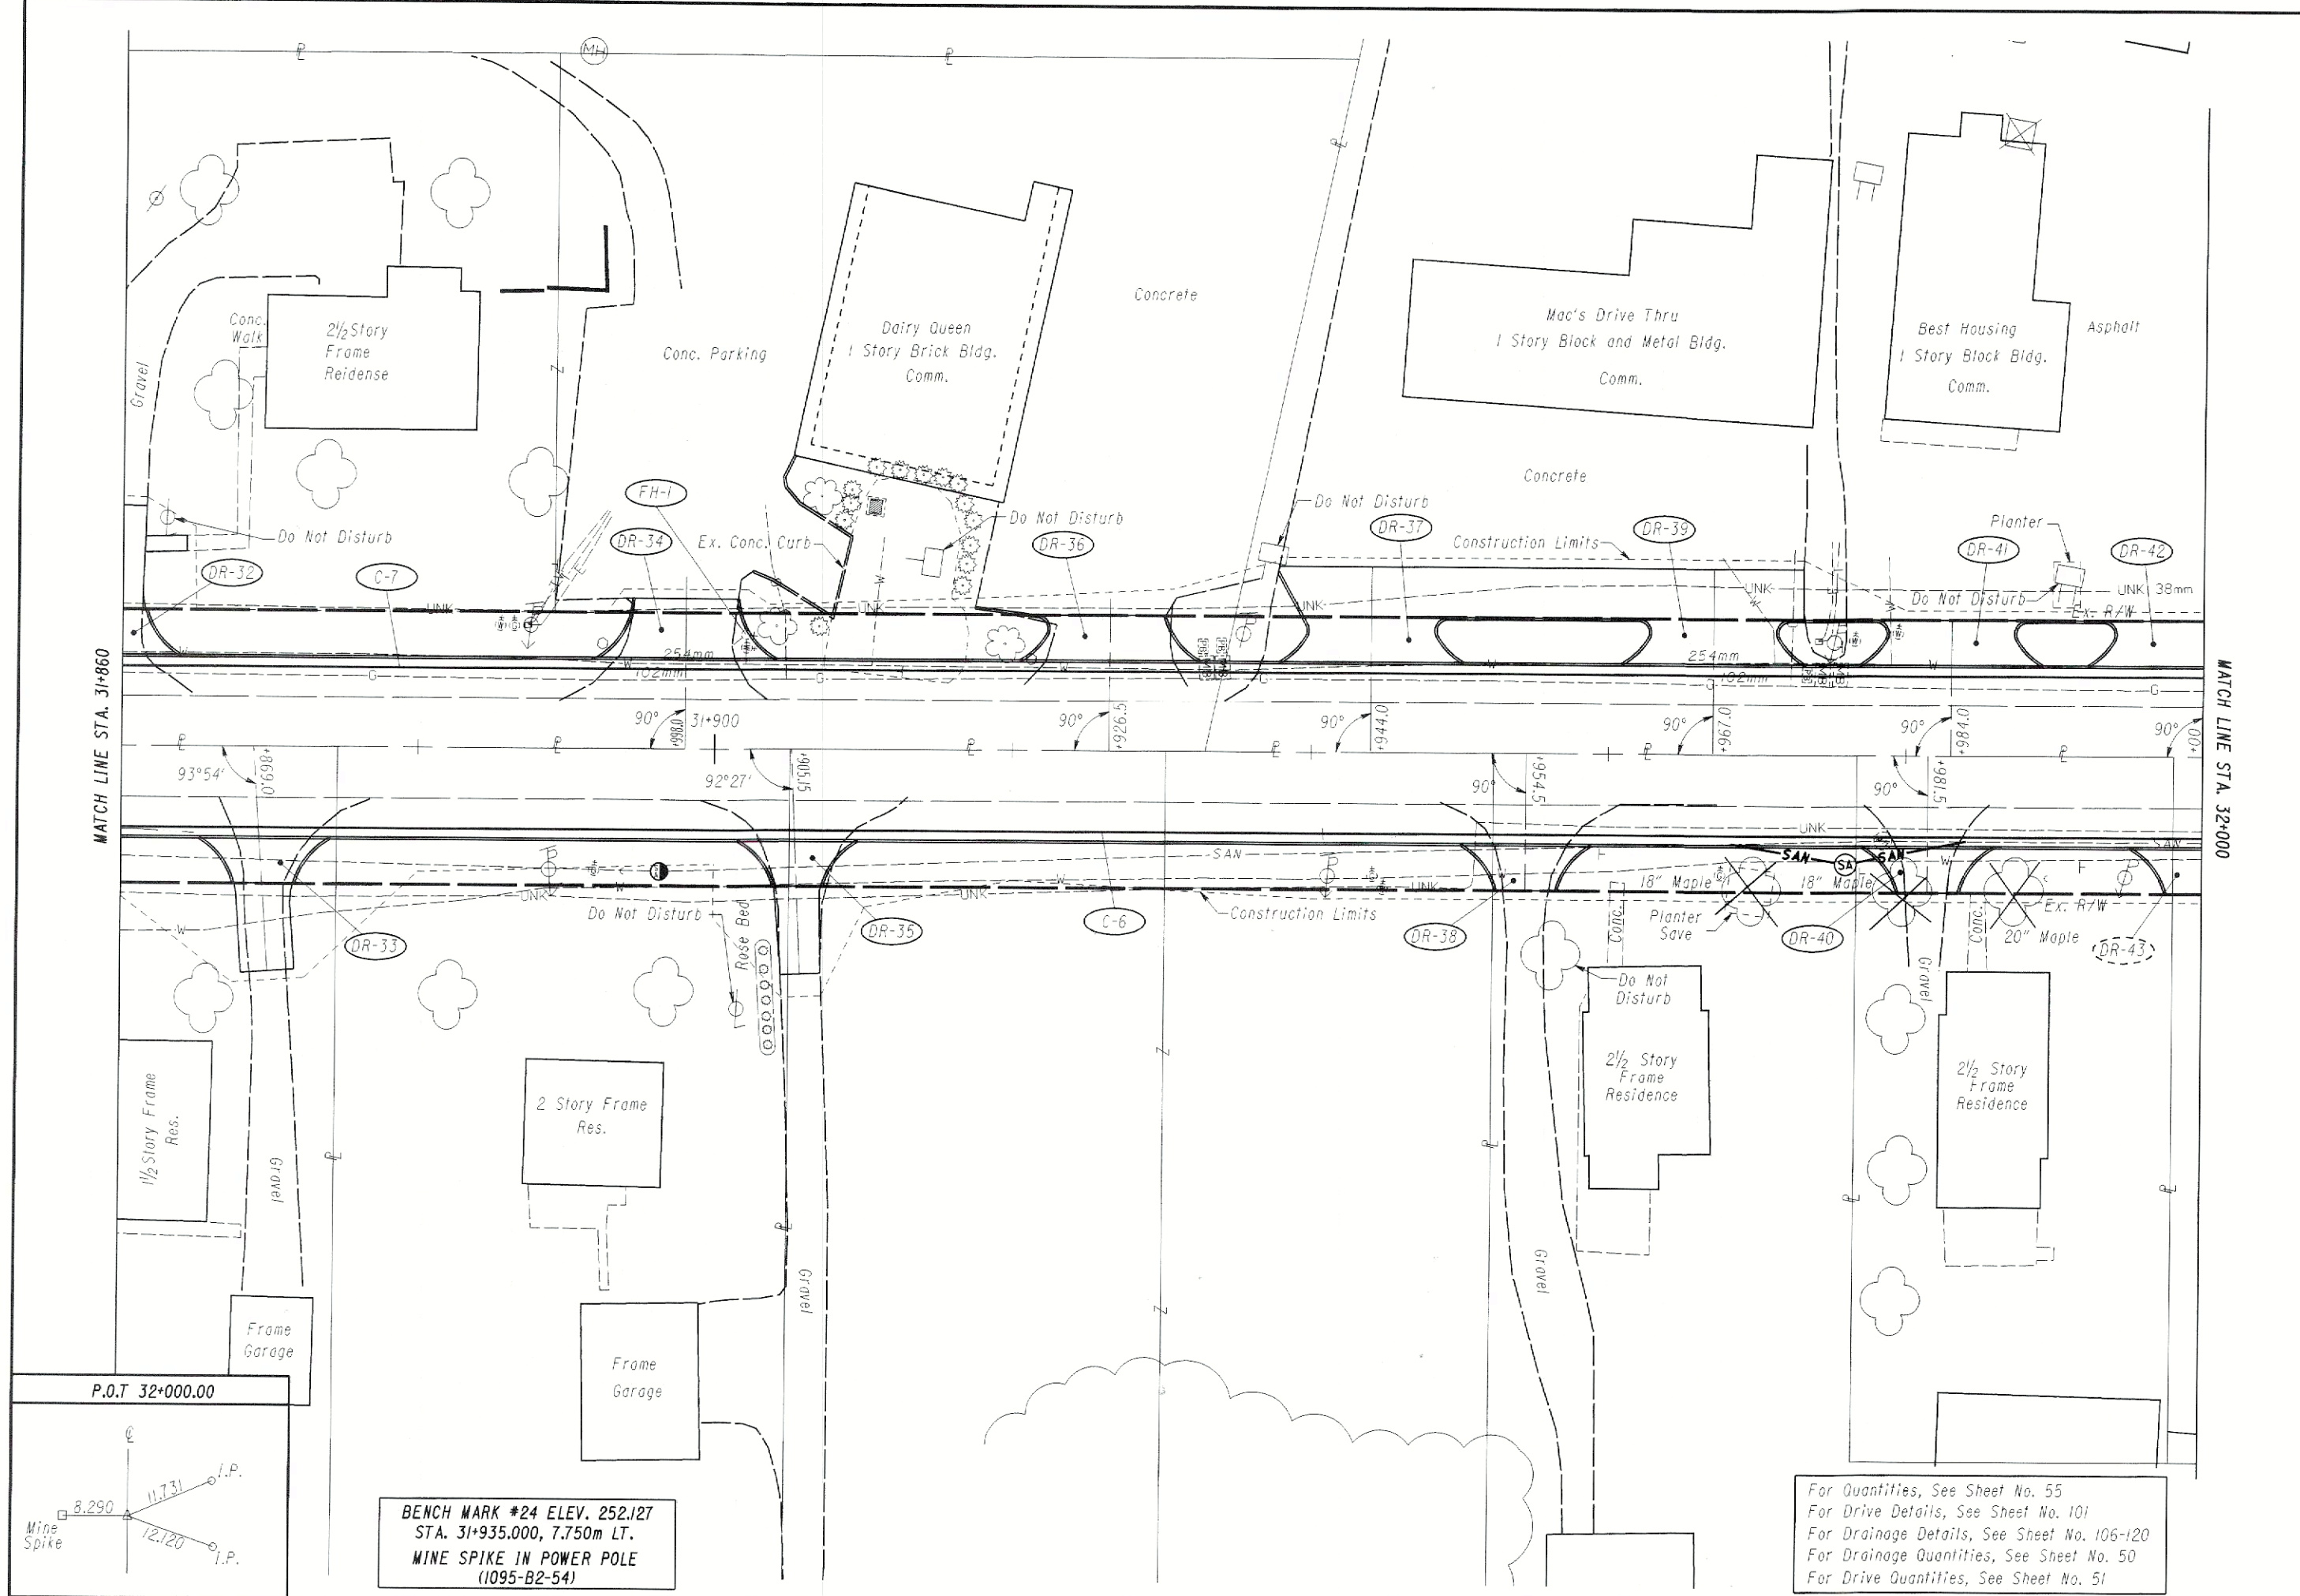 MH
Conc.
Walk
2½ Story
Frame
Reidense
Gravel
Conc. Parking
Dairy Queen
1 Story Brick Bldg.
Comm.
Concrete
Mac's Drive Thru
1 Story Block and Metal Bldg.
Comm.
Best Housing
1 Story Block Bldg.
Comm.
Asphalt
Concrete
Z
FH-1
Do Not Disturb
DR-32
C-7
DR-34
Ex. Conc. Curb
Do Not Disturb
DR-36
Do Not Disturb
DR-37
Construction Limits
DR-39
Planter
DR-41
DR-42
Do Not Disturb
UNK 38mm
Ex. R/W
UNK
UNK
UNK
UNK
W
254mm
W
W
W
254mm
W
G
102mm
G
G
G
102mm
G
MATCH LINE STA. 31+860
90°
31+900
90°
+926.5
90°
+944.0
90°
+967.0
90°
+984.0
90°
MATCH LINE STA. 32+000
93°54'
+869.0
92°27'
+905.15
90°
+954.5
90°
+981.5
UNK
SAN
SAN
SA
SAN
SAN
W
F
F
W
UNK
W
UNK
W
UNK
18" Maple
18" Maple
Do Not Disturb
Construction Limits
Ex. R/W
20" Maple
Planter
Save
Conc.
Conc.
DR-33
Rose Bed
DR-35
C-6
DR-38
DR-40
DR-43
Do Not
Disturb
Gravel
1½ Story Frame
Res.
Gravel
2 Story Frame
Res.
Z
2½ Story
Frame
Residence
2½ Story
Frame
Residence
Frame
Garage
Gravel
Frame
Garage
Z
Gravel
P.O.T 32+000.00
8.290
11.731
I.P.
12.120
I.P.
Mine
Spike
BENCH MARK #24 ELEV. 252.127
STA. 31+935.000, 7.750m LT.
MINE SPIKE IN POWER POLE
(1095-B2-54)
For Quantities, See Sheet No. 55
For Drive Details, See Sheet No. 101
For Drainage Details, See Sheet No. 106-120
For Drainage Quantities, See Sheet No. 50
For Drive Quantities, See Sheet No. 51